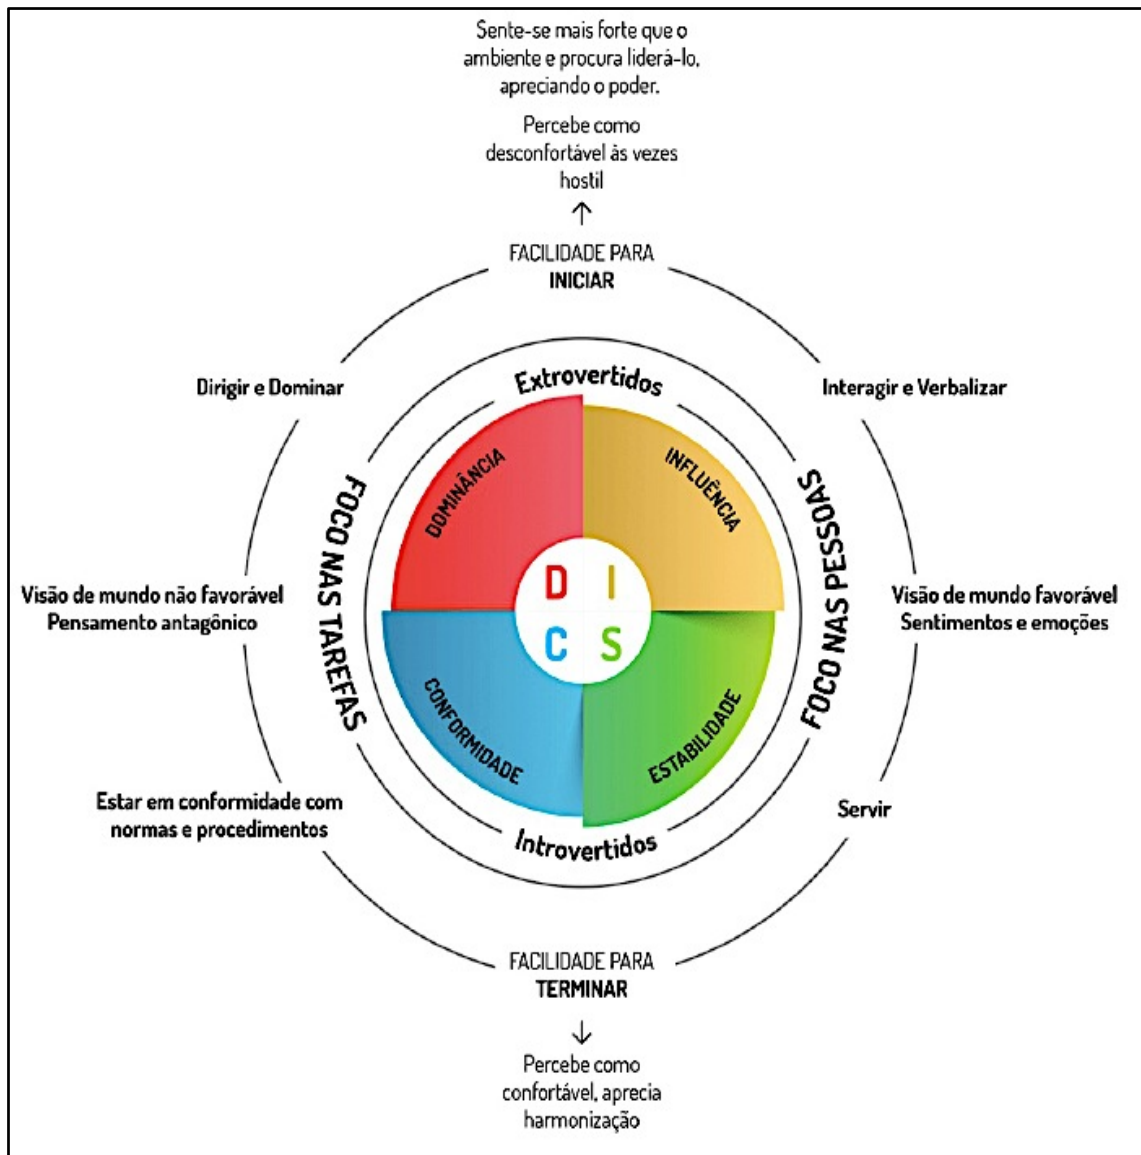 Sente-se mais forte que o
ambiente e procura liderá-lo,
apreciando o poder.
Percebe como
desconfortável às vezes
hostil
FACILIDADE PARA
INICIAR
Dirigir e Dominar
Interagir e Verbalizar
Extrovertidos
DOMINÂNCIA
INFLUÊNCIA
FOCO NAS TAREFAS
FOCO NAS PESSOAS
D I
C S
Visão de mundo não favorável
Pensamento antagônico
Visão de mundo favorável
Sentimentos e emoções
CONFORMIDADE
ESTABILIDADE
Introvertidos
Estar em conformidade com
normas e procedimentos
Servir
FACILIDADE PARA
TERMINAR
Percebe como
confortável, aprecia
harmonização